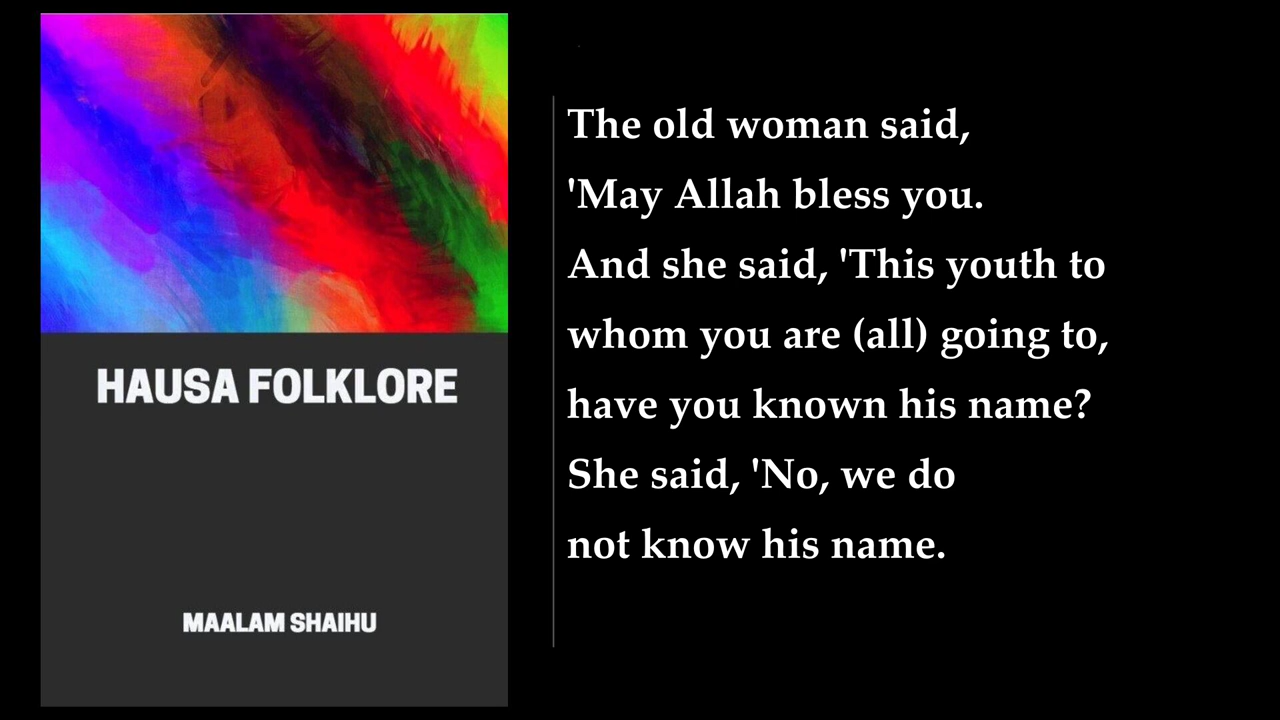 HAUSA FOLKLORE
MAALAM SHAIHU
The old woman said,
'May Allah bless you.
And she said, 'This youth to
whom you are (all) going to,
have you known his name?
She said, 'No, we do
not know his name.